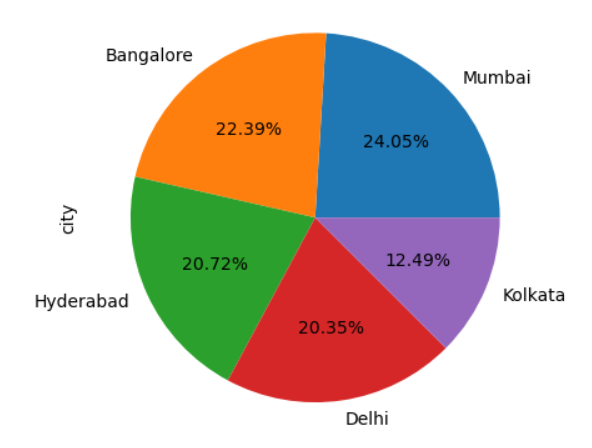 Bangalore
Mumbai
22.39%
24.05%
city
20.72%
12.49%
Hyderabad
Kolkata
20.35%
Delhi